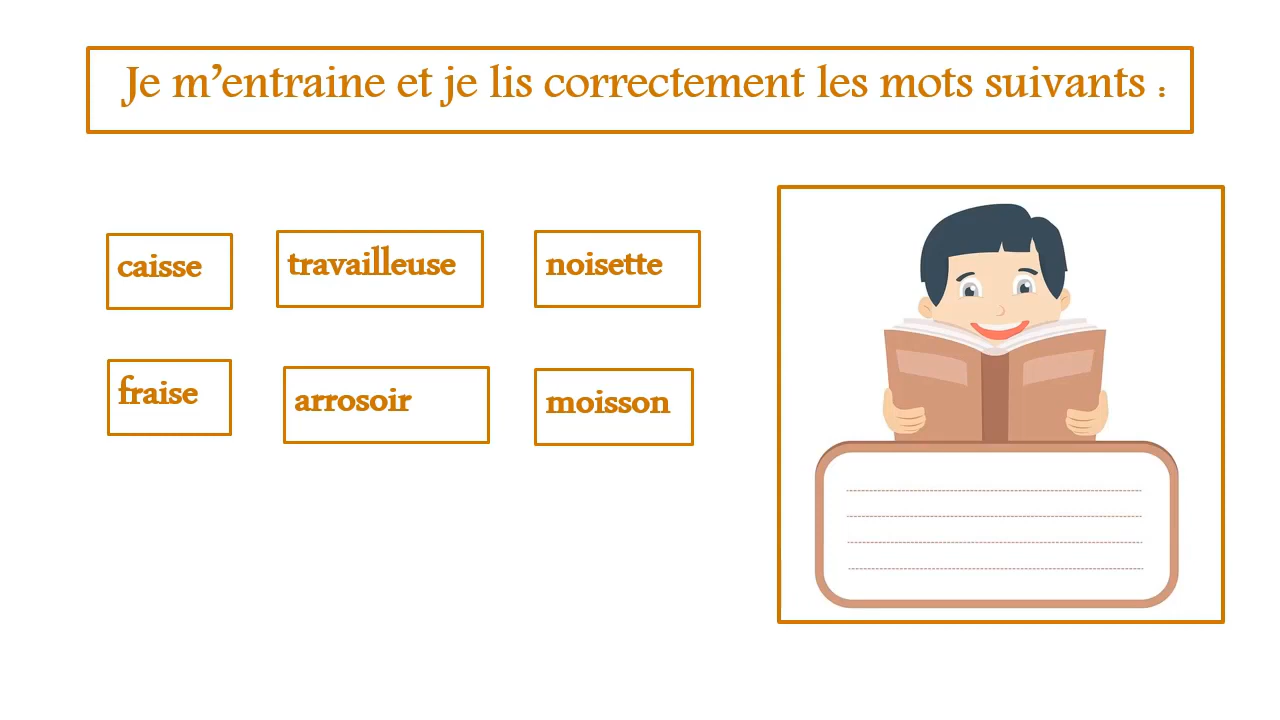 Je m’entraine et je lis correctement les mots suivants :
caisse
travailleuse
noisette
fraise
arrosoir
moisson